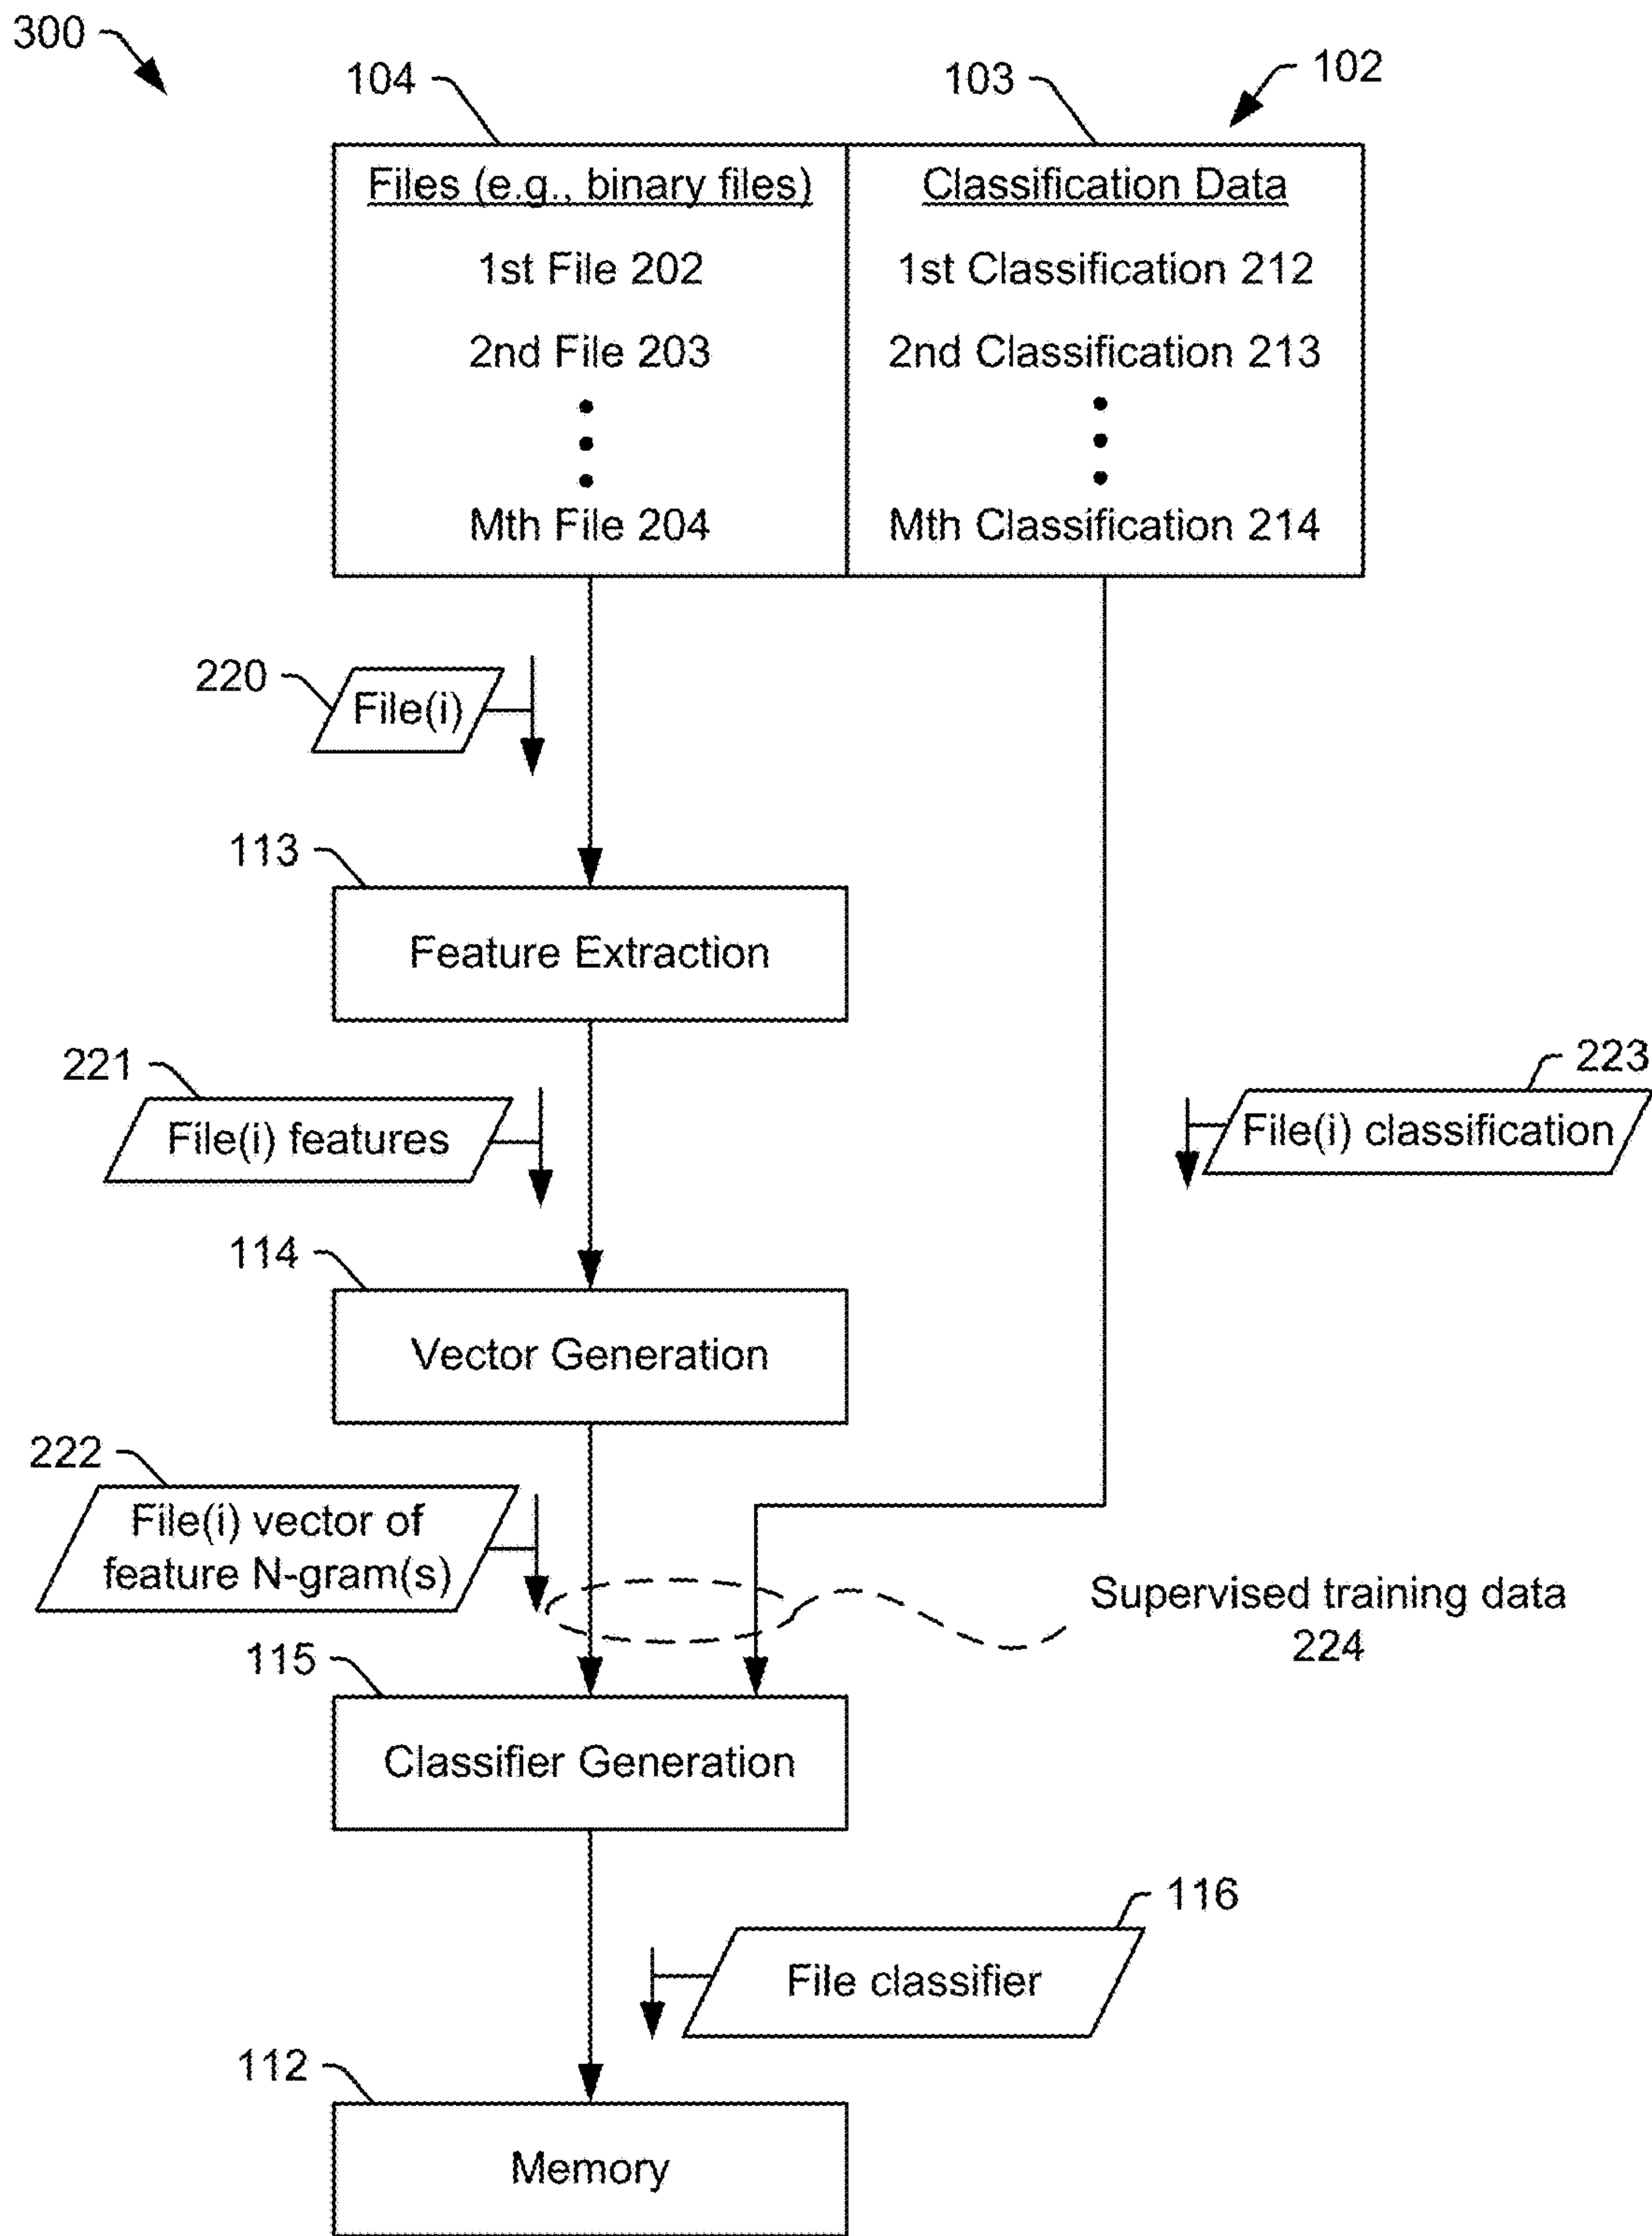 300
104
103
102
Files (e.g., binary files)
Classification Data
1st File 202
1st Classification 212
2nd File 203
2nd Classification 213
Mth File 204
Mth Classification 214
220
File(i)
113
Feature Extraction
221
File(i) features
223
File(i) classification
114
Vector Generation
222
File(i) vector of
feature N-gram(s)
Supervised training data
224
115
Classifier Generation
116
File classifier
112
Memory